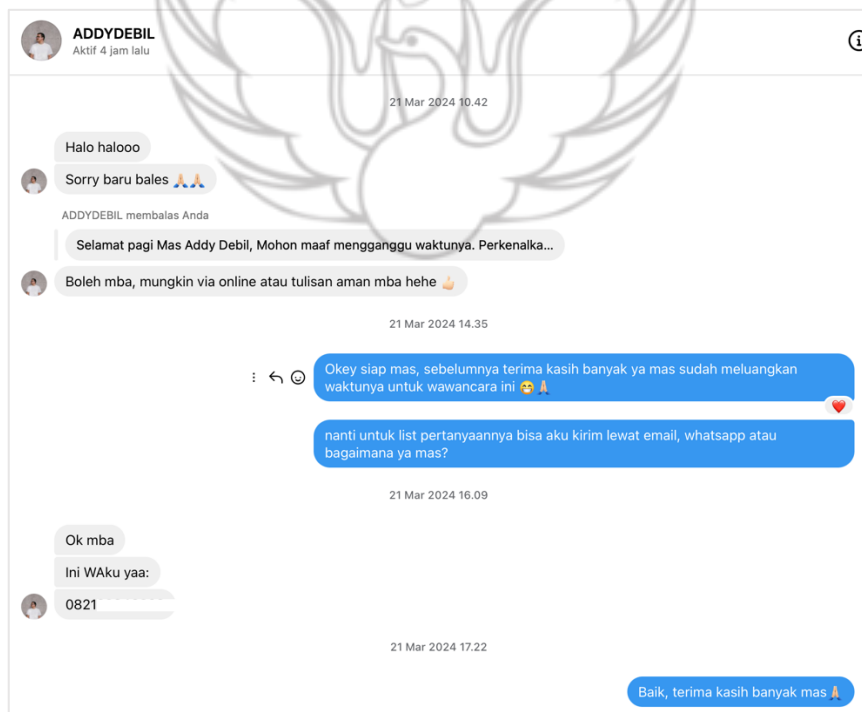 ADDYDEBIL
Aktif 4 jam lalu
21 Mar 2024 10.42
Halo halooo
Sorry baru bales 🙏🏻🙏🏻
ADDYDEBIL membalas Anda
Selamat pagi Mas Addy Debil, Mohon maaf mengganggu waktunya. Perkenalka...
Boleh mba, mungkin via online atau tulisan aman mba hehe 👍🏻
21 Mar 2024 14.35
Okey siap mas, sebelumnya terima kasih banyak ya mas sudah meluangkan
waktunya untuk wawancara ini 😁🙏🏻
nanti untuk list pertanyaannya bisa aku kirim lewat email, whatsapp atau
bagaimana ya mas?
21 Mar 2024 16.09
Ok mba
Ini WAku yaa:
0821
21 Mar 2024 17.22
Baik, terima kasih banyak mas🙏🏻